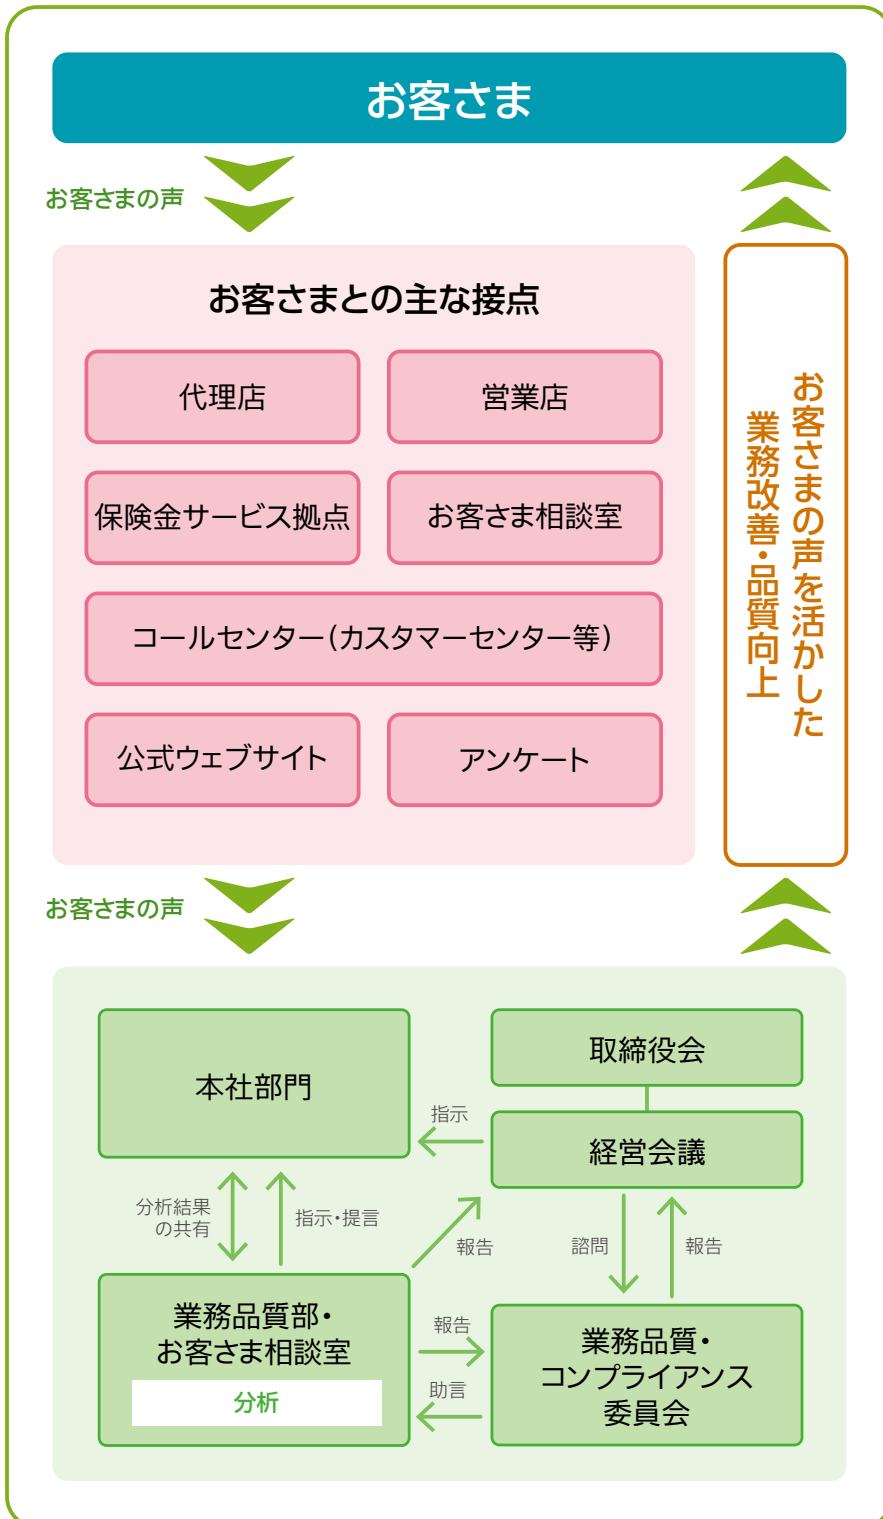 お客さま
お客さまの声
お客さまとの主な接点
代理店
営業店
保険金サービス拠点
お客さま相談室
コールセンター（カスタマーセンター等）
公式ウェブサイト
アンケート
お客さまの声を活かした
業務改善・品質向上
お客さまの声
本社部門
取締役会
指示
経営会議
分析結果
の共有
指示・提言
報告
諮問
報告
業務品質部・
お客さま相談室
分析
報告
助言
業務品質・
コンプライアンス
委員会